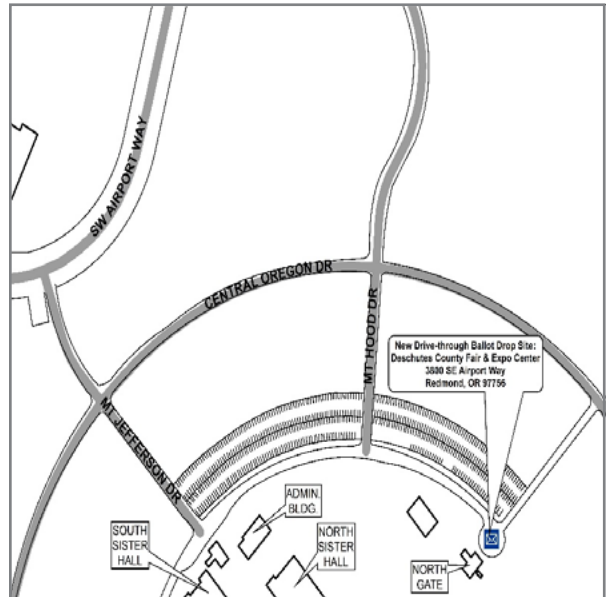 SW AIRPORT WAY
CENTRAL OREGON DR
MT HOOD DR
New Drive-through Ballot Drop Site:
Deschutes County Fair & Expo Center
3800 SE Airport Way
Redmond, OR 97756
MT JEFFERSON DR
ADMIN.
BLDG.
SOUTH
SISTER
HALL
NORTH
SISTER
HALL
NORTH
GATE